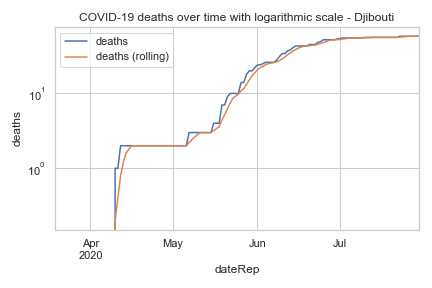 COVID-19 deaths over time with logarithmic scale - Djibouti
deaths
deaths (rolling)
deaths
10¹
10⁰
Apr
2020
May
Jun
Jul
dateRep